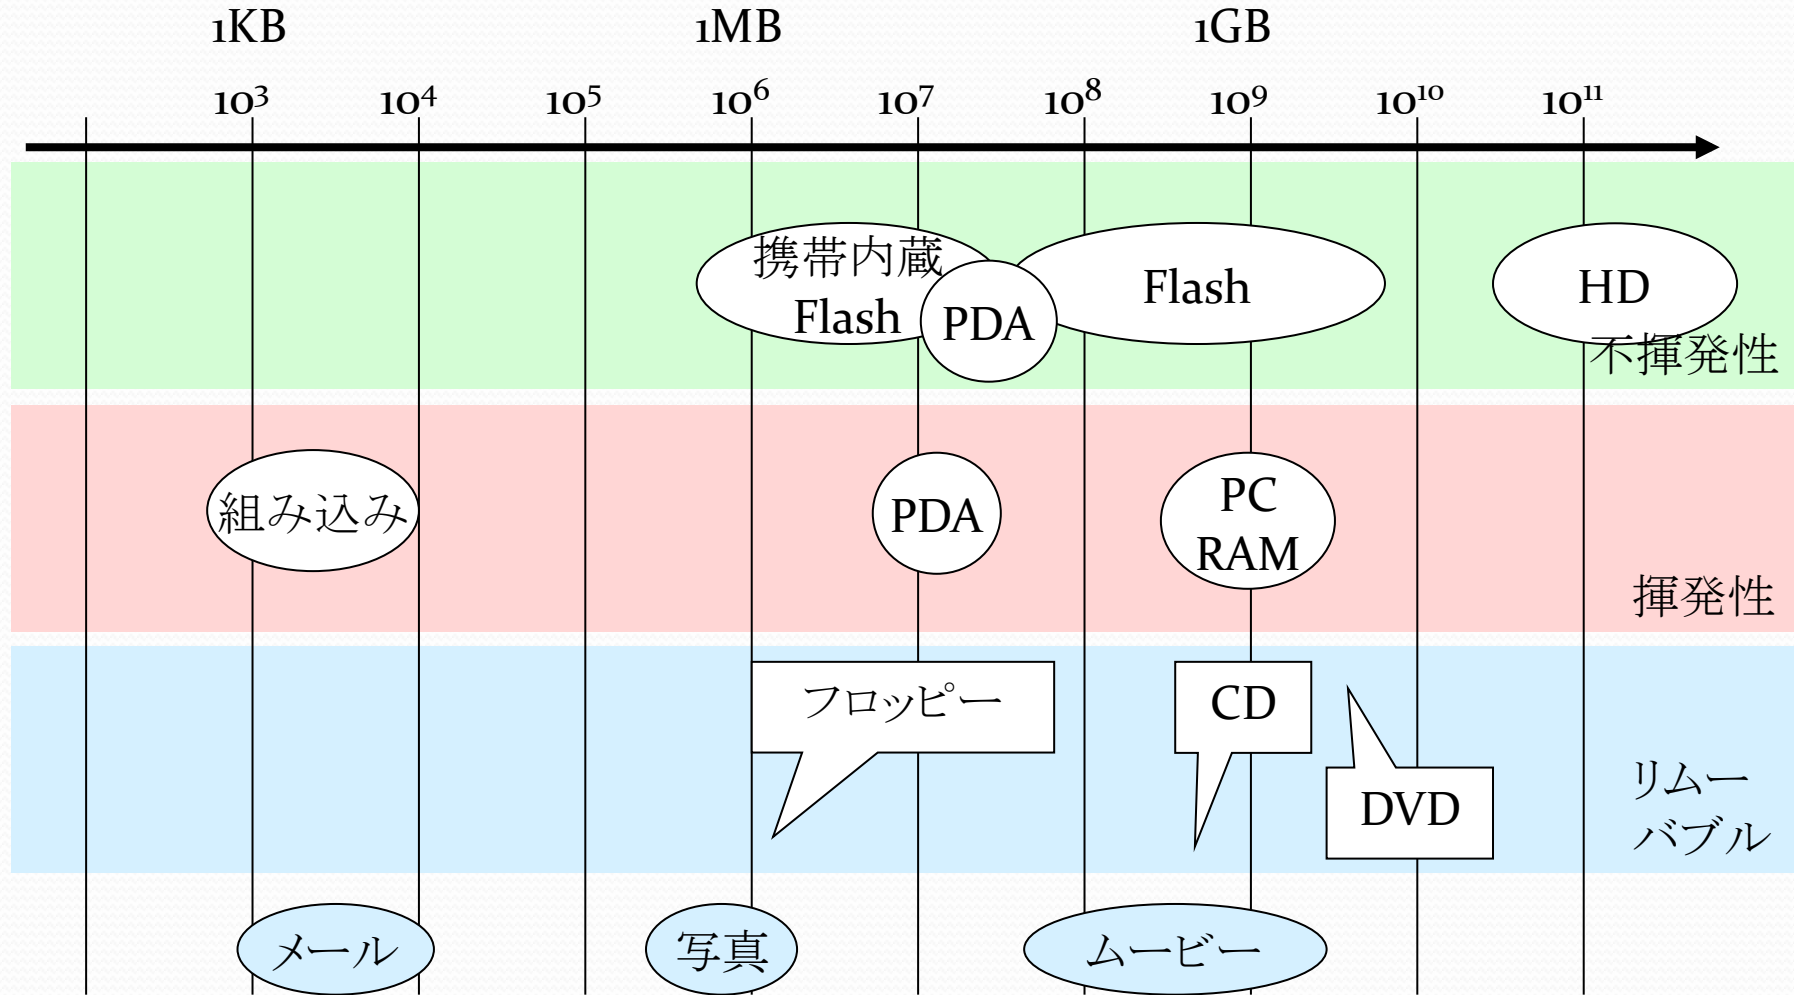 1KB 1MB 1GB
10³ 10⁴ 10⁵ 10⁶ 10⁷ 10⁸ 10⁹ 10¹⁰ 10¹¹
携帯内蔵
Flash
PDA
Flash
HD
不揮発性
組み込み
PDA
PC
RAM
揮発性
フロッピー
CD
DVD
リムー
バブル
メール
写真
ムービー